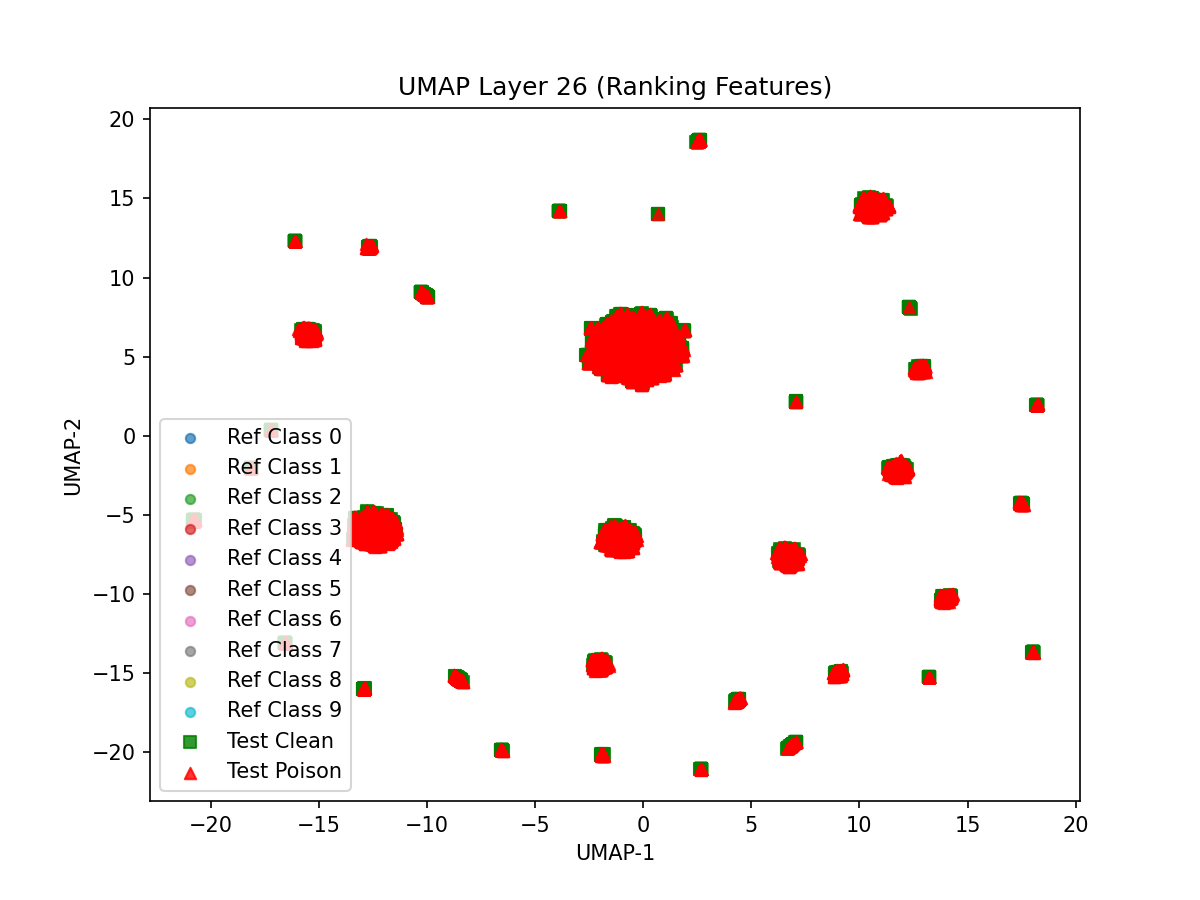 UMAP Layer 26 (Ranking Features)
20
15
10
5
0
−5
−10
−15
−20
UMAP-2
Ref Class 0
Ref Class 1
Ref Class 2
Ref Class 3
Ref Class 4
Ref Class 5
Ref Class 6
Ref Class 7
Ref Class 8
Ref Class 9
Test Clean
Test Poison
−20 −15 −10 −5 0 5 10 15 20
UMAP-1